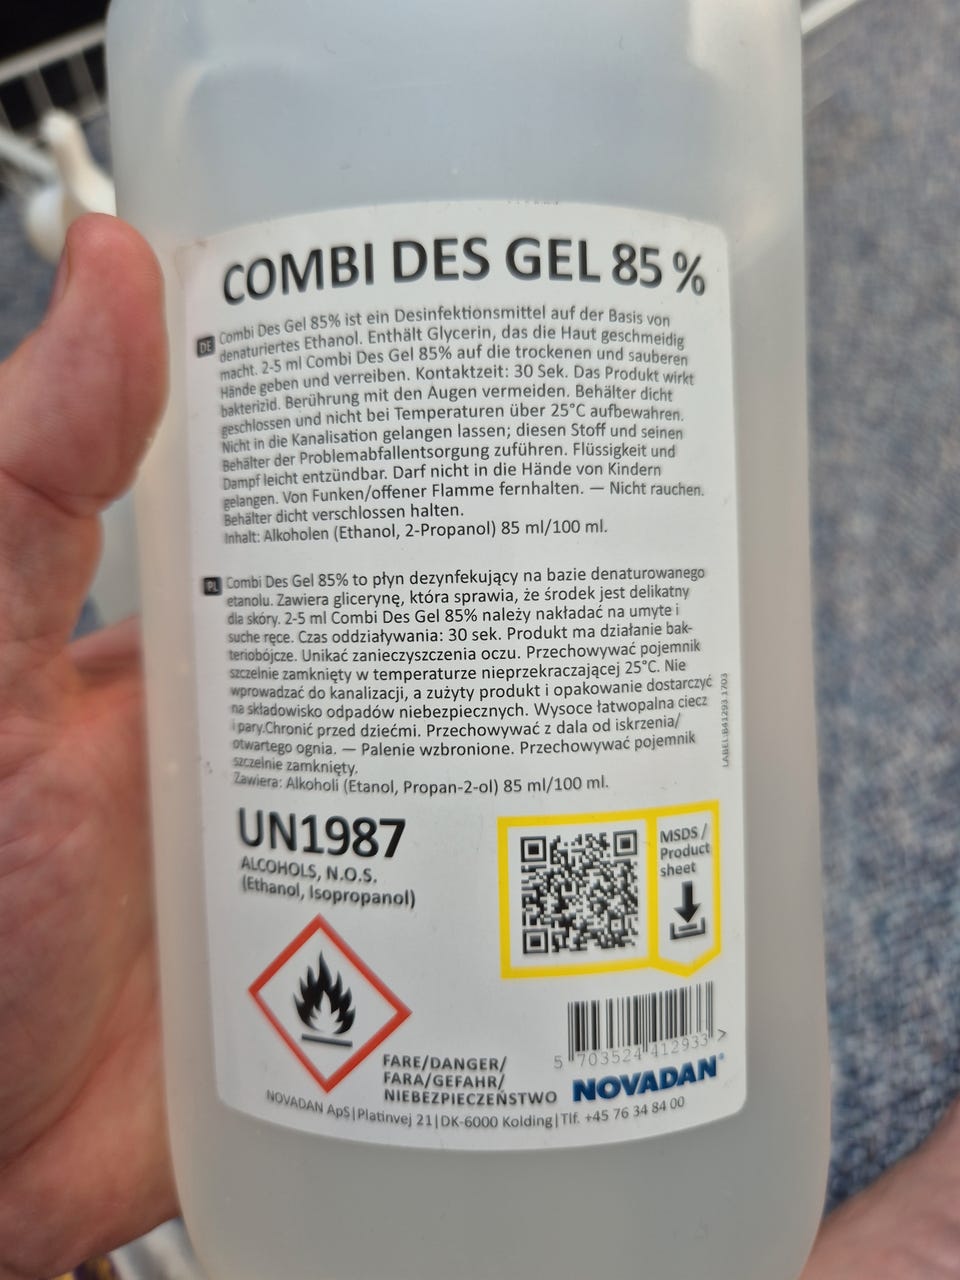 COMBI DES GEL 85 %
DE
Combi Des Gel 85% ist ein Desinfektionsmittel auf der Basis von
denaturiertes Ethanol. Enthält Glycerin, das die Haut geschmeidig
macht. 2-5 ml Combi Des Gel 85% auf die trockenen und sauberen
Hände geben und verreiben. Kontaktzeit: 30 Sek. Das Produkt wirkt
bakterizid. Berührung mit den Augen vermeiden. Behälter dicht
geschlossen und nicht bei Temperaturen über 25°C aufbewahren.
Nicht in die Kanalisation gelangen lassen; diesen Stoff und seinen
Behälter der Problemabfallentsorgung zuführen. Flüssigkeit und
Dampf leicht entzündbar. Darf nicht in die Hände von Kindern
gelangen. Von Funken/offener Flamme fernhalten. — Nicht rauchen.
Behälter dicht verschlossen halten.
Inhalt: Alkoholen (Ethanol, 2-Propanol) 85 ml/100 ml.
PL
Combi Des Gel 85% to płyn dezynfekujący na bazie denaturowanego
etanolu. Zawiera glicerynę, która sprawia, że środek jest delikatny
dla skóry. 2-5 ml Combi Des Gel 85% należy nakładać na umyte i
suche ręce. Czas oddziaływania: 30 sek. Produkt ma działanie bak-
teriobójcze. Unikać zanieczyszczenia oczu. Przechowywać pojemnik
szczelnie zamknięty w temperaturze nieprzekraczającej 25°C. Nie
wprowadzać do kanalizacji, a zużyty produkt i opakowanie dostarczyć
na składowisko odpadów niebezpiecznych. Wysoce łatwopalna ciecz
i pary.Chronić przed dziećmi. Przechowywać z dala od iskrzenia/
otwartego ognia. — Palenie wzbronione. Przechowywać pojemnik
szczelnie zamknięty.
Zawiera: Alkoholi (Etanol, Propan-2-ol) 85 ml/100 ml.
LABEL:B41293.1703
UN1987
ALCOHOLS, N.O.S.
(Ethanol, Isopropanol)
MSDS /
Product
sheet
5 703524 412933 >
FARE/DANGER/
FARA/GEFAHR/
NIEBEZPIECZEŃSTWO
NOVADAN®
NOVADAN ApS|Platinvej 21|DK-6000 Kolding|Tlf. +45 76 34 84 00